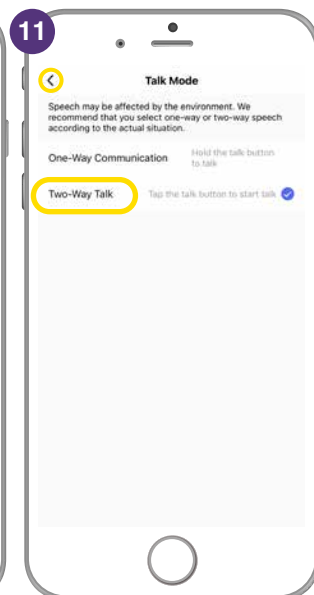 11
Talk Mode
Speech may be affected by the environment. We
recommend that you select one-way or two-way speech
according to the actual situation.
One-Way Communication Hold the talk button
to talk
Two-Way Talk Tap the talk button to start talk